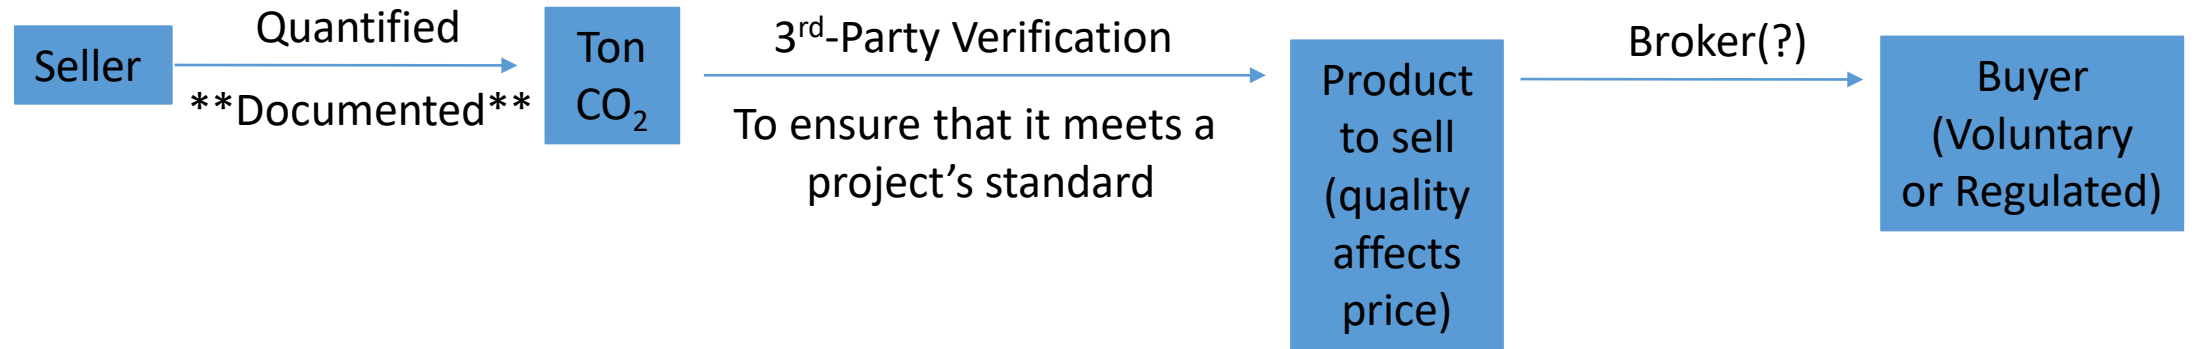 Seller
Quantified
**Documented**
Ton
CO₂
3rd-Party Verification
To ensure that it meets a
project’s standard
Product
to sell
(quality
affects
price)
Broker(?)
Buyer
(Voluntary
or Regulated)